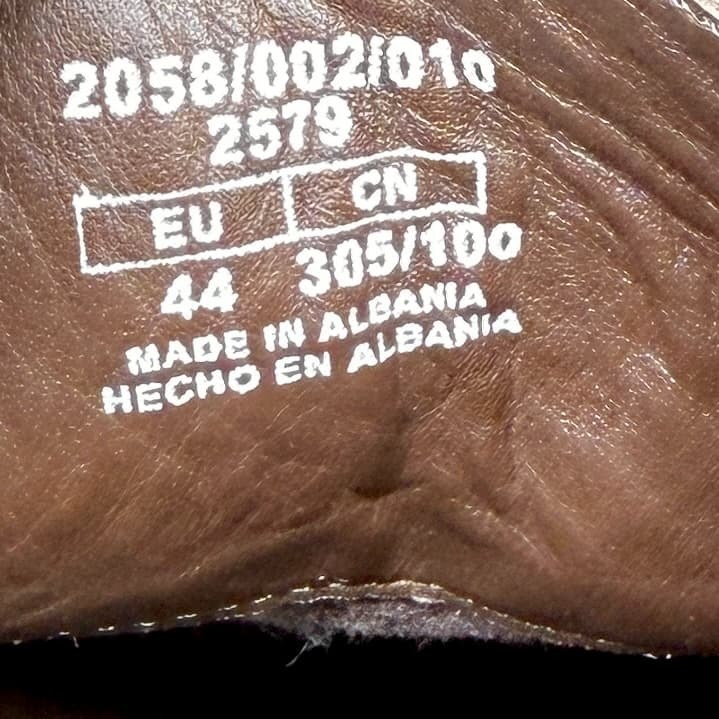 2058/002/010
2579
EU CN
44 305/100
MADE IN ALBANIA
HECHO EN ALBANIA